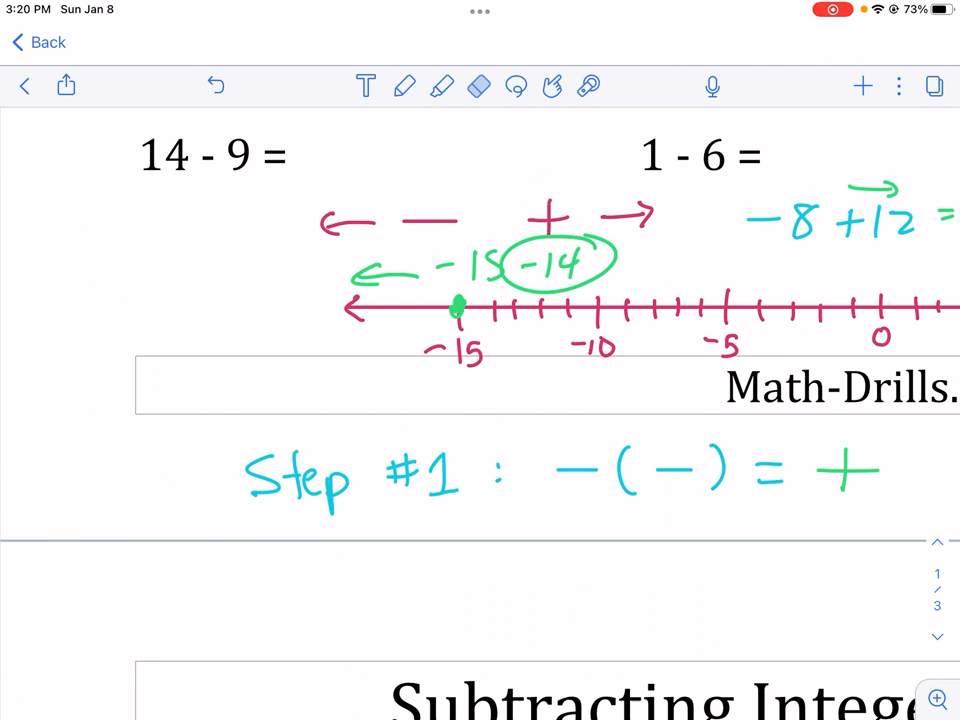 3:20 PM Sun Jan 8 73%
Back
14 - 9 = 1 - 6 =
← — + → -8 +12 =
← -15 -14
-15 -10 -5 0
Math-Drills.
Step #1 : - ( - ) = +
1
/
3
Subtracting Intege